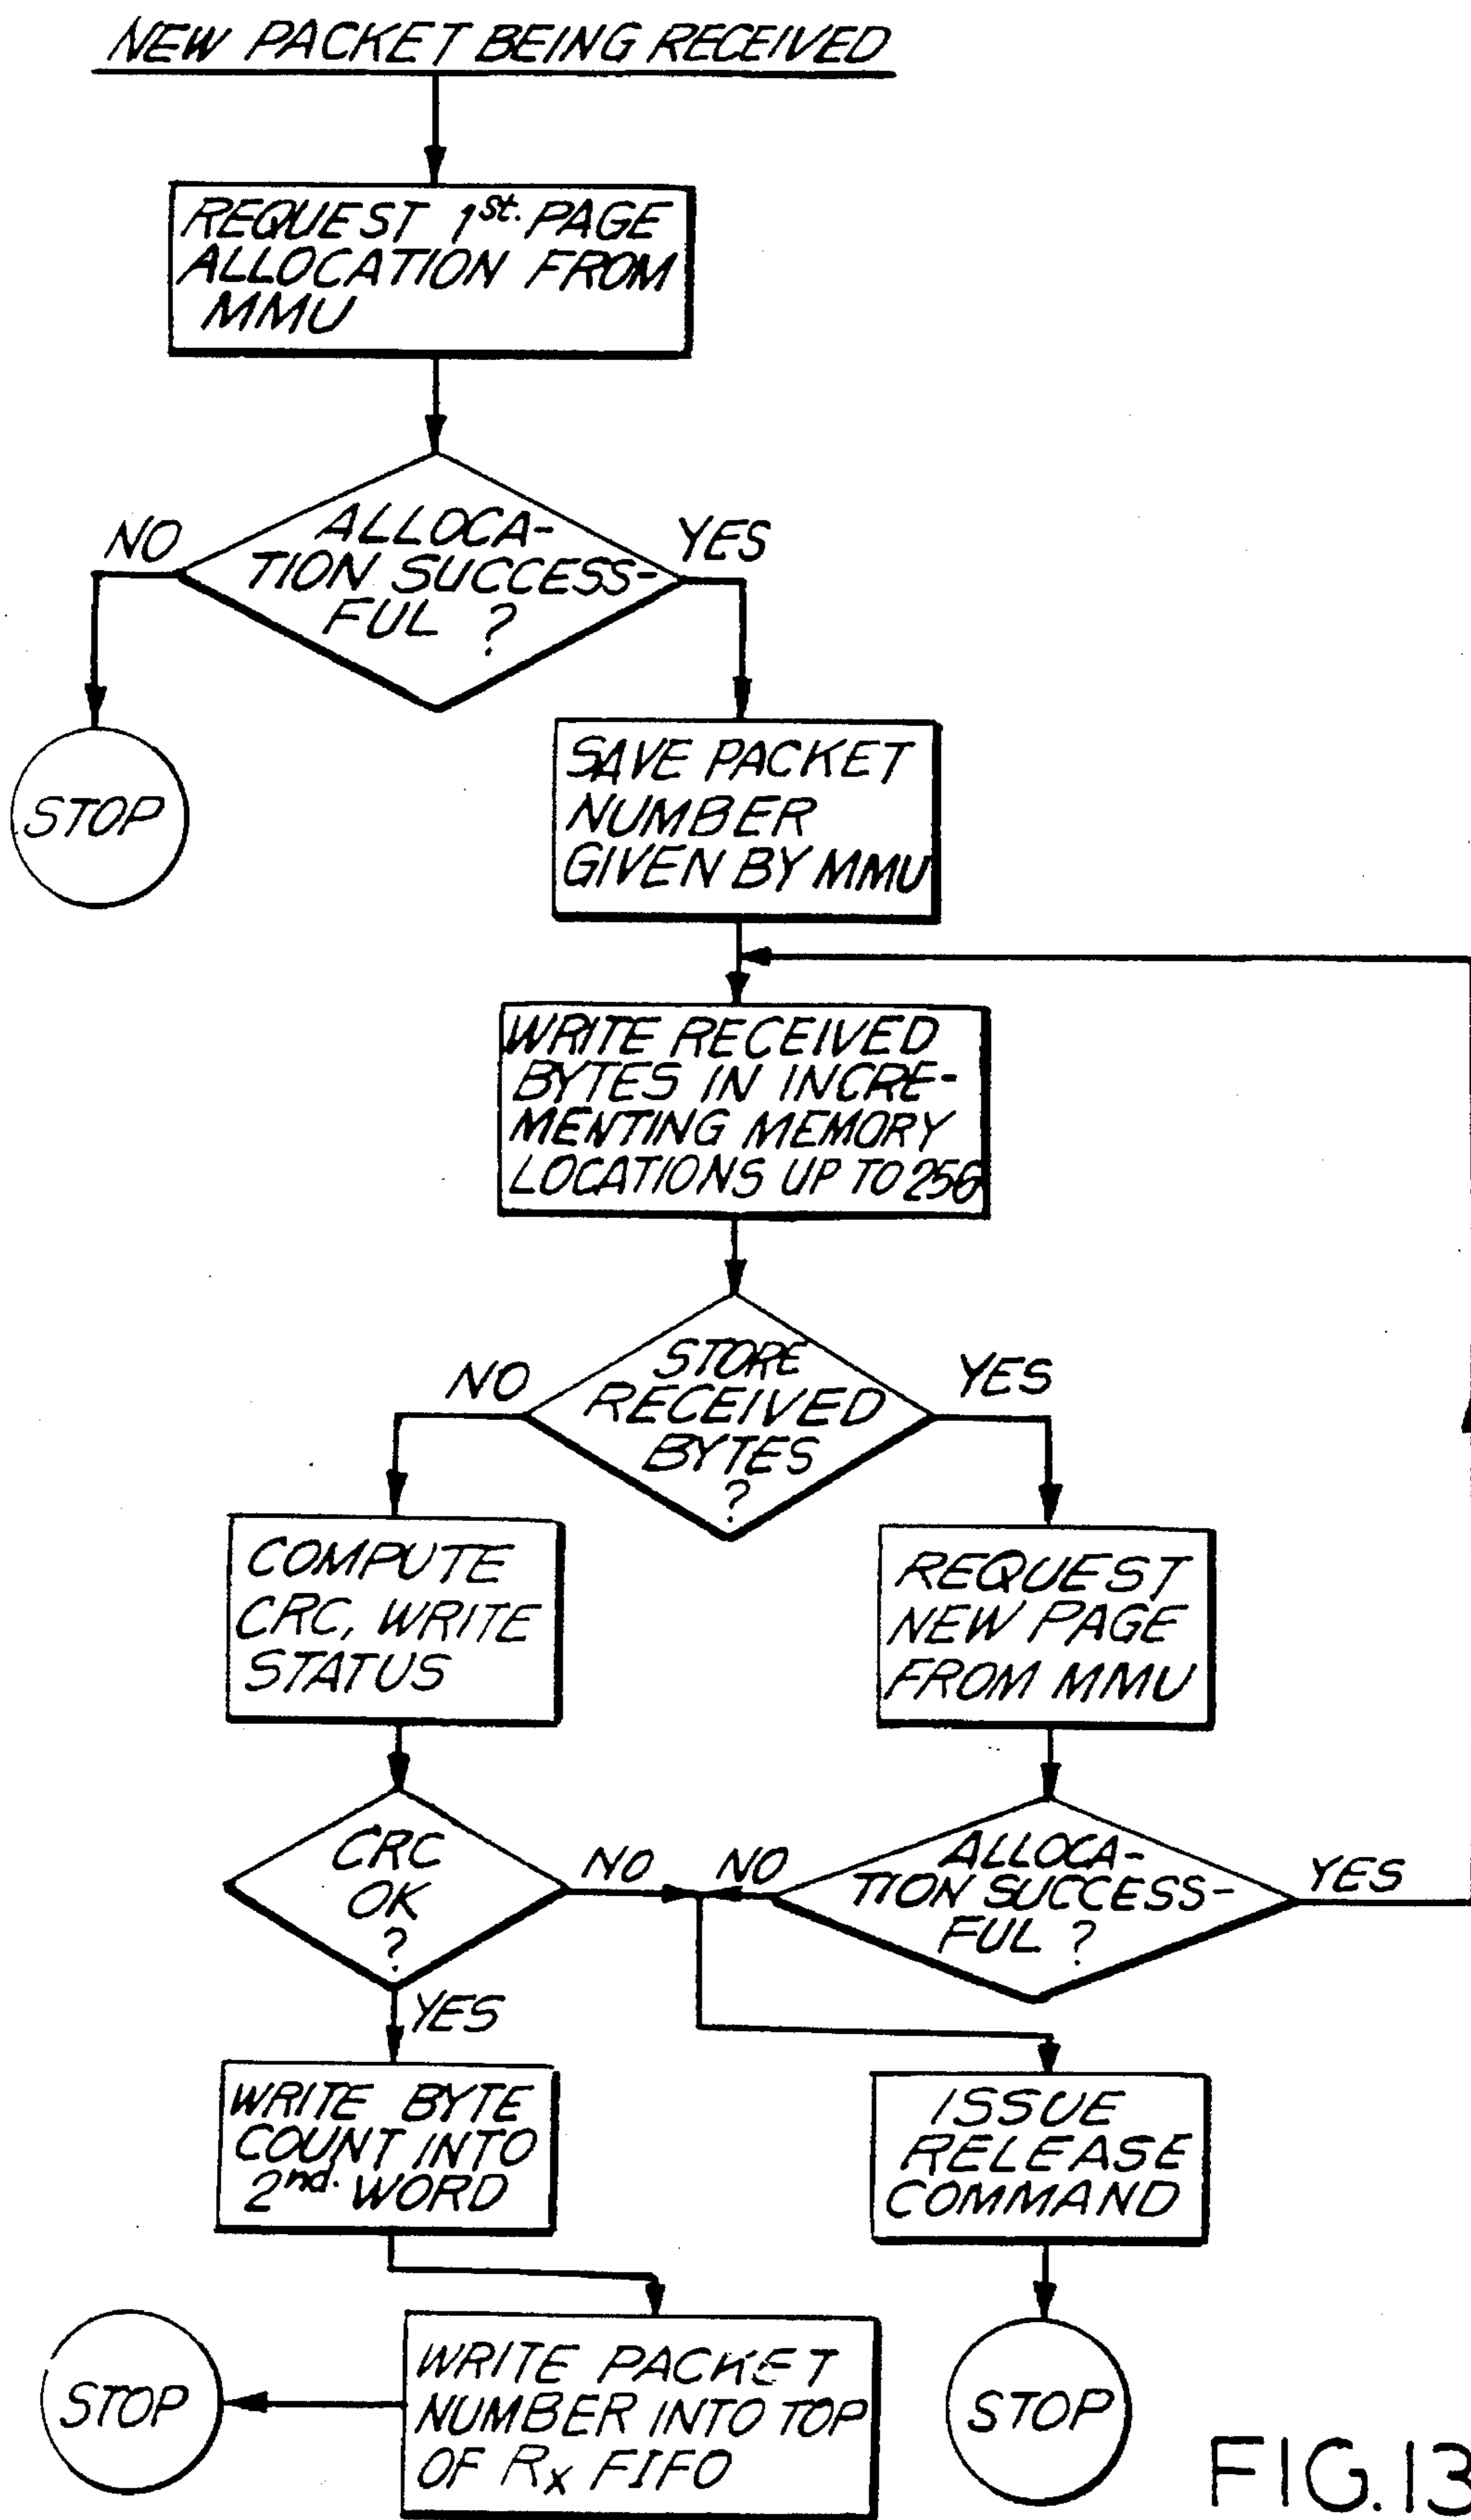 NEW PACKET BEING RECEIVED
REQUEST 1st. PAGE
ALLOCATION FROM
MMU
ALLOCA-
TION SUCCESS-
FUL ?
NO
YES
STOP
SAVE PACKET
NUMBER
GIVEN BY MMU
WRITE RECEIVED
BYTES IN INCRE-
MENTING MEMORY
LOCATIONS UP TO 256
STORE
RECEIVED
BYTES
?
NO
YES
COMPUTE
CRC, WRITE
STATUS
REQUEST
NEW PAGE
FROM MMU
CRC
OK
?
NO
NO
ALLOCA-
TION SUCCESS-
FUL ?
YES
YES
WRITE BYTE
COUNT INTO
2nd. WORD
ISSUE
RELEASE
COMMAND
STOP
WRITE PACKET
NUMBER INTO TOP
OF Rx FIFO
STOP
FIG.13